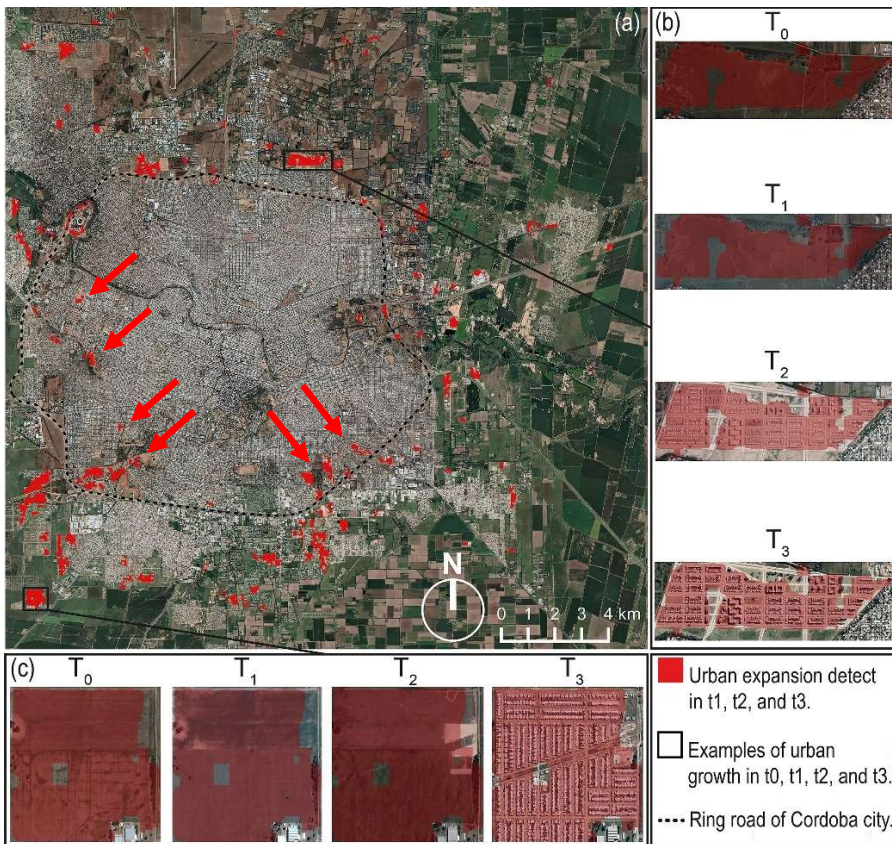 (a)
N
0 1 2 3 4 km
(b)
T0
T1
T2
T3
(c)
T0 T1 T2 T3
Urban expansion detect
in t1, t2, and t3.
Examples of urban
growth in t0, t1, t2, and t3.
Ring road of Cordoba city.